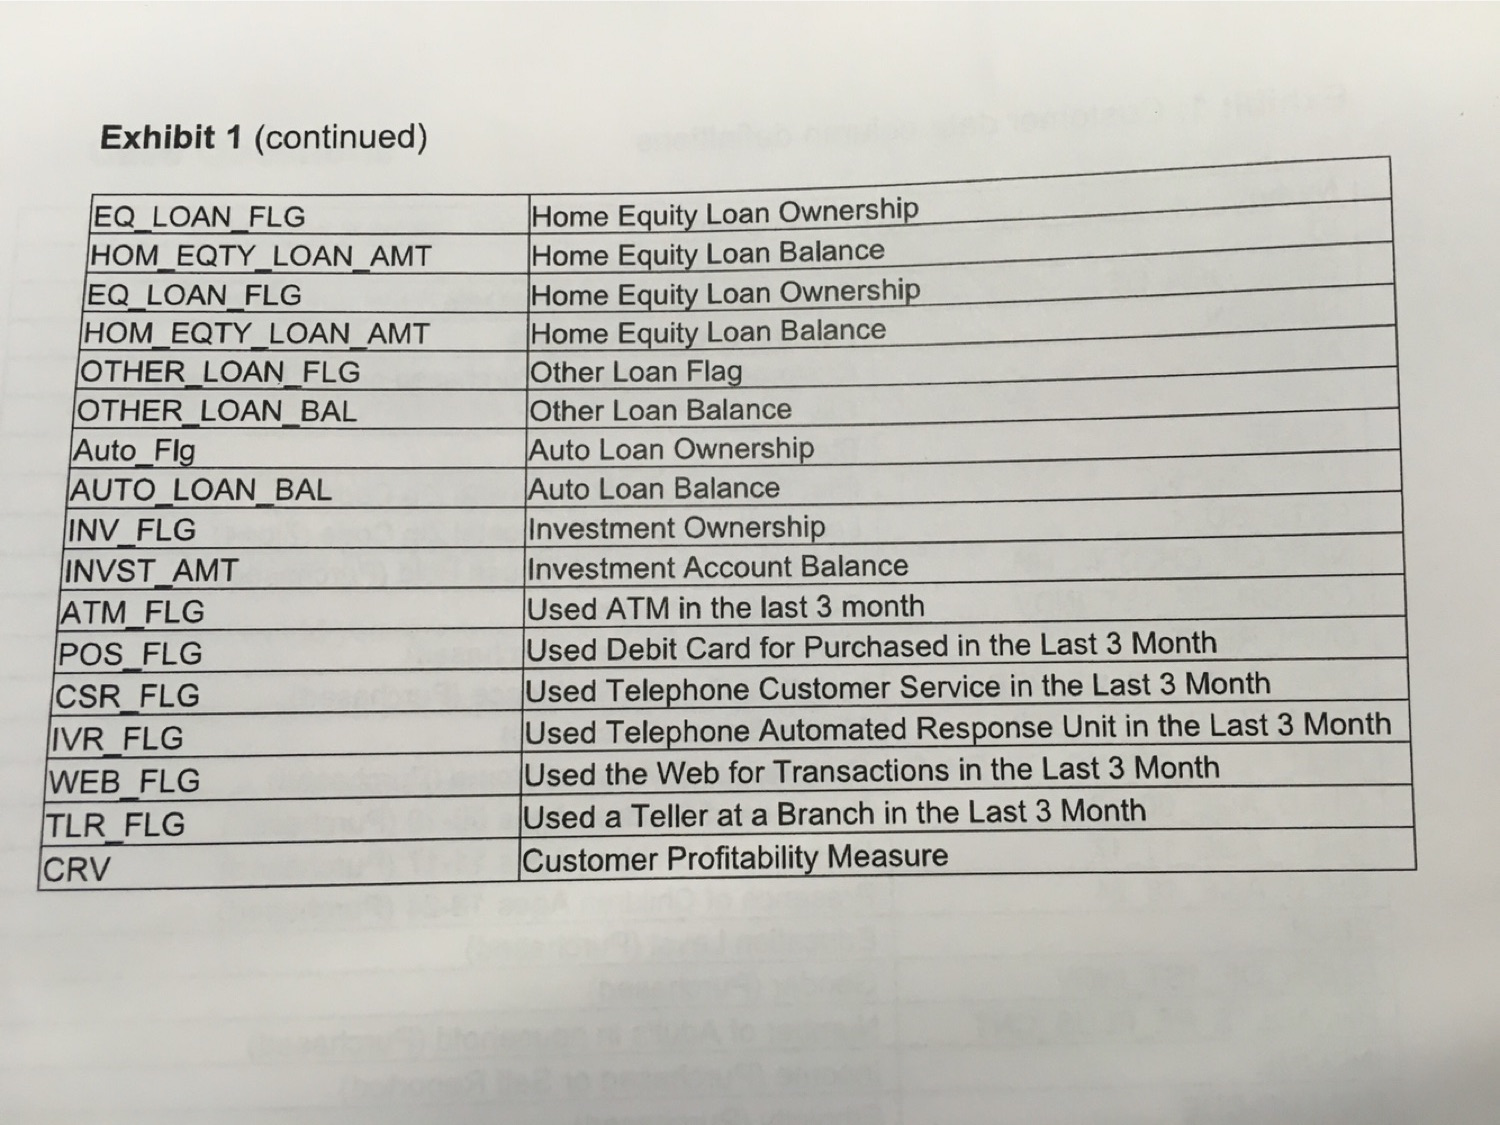 Exhibit 1 (continued)
EQ_LOAN_FLG Home Equity Loan Ownership
HOM_EQTY_LOAN_AMT Home Equity Loan Balance
EQ_LOAN_FLG Home Equity Loan Ownership
HOM_EQTY_LOAN_AMT Home Equity Loan Balance
OTHER_LOAN_FLG Other Loan Flag
OTHER_LOAN_BAL Other Loan Balance
Auto_Flg Auto Loan Ownership
AUTO_LOAN_BAL Auto Loan Balance
INV_FLG Investment Ownership
INVST_AMT Investment Account Balance
ATM_FLG Used ATM in the last 3 month
POS_FLG Used Debit Card for Purchased in the Last 3 Month
CSR_FLG Used Telephone Customer Service in the Last 3 Month
IVR_FLG Used Telephone Automated Response Unit in the Last 3 Month
WEB_FLG Used the Web for Transactions in the Last 3 Month
TLR_FLG Used a Teller at a Branch in the Last 3 Month
CRV Customer Profitability Measure